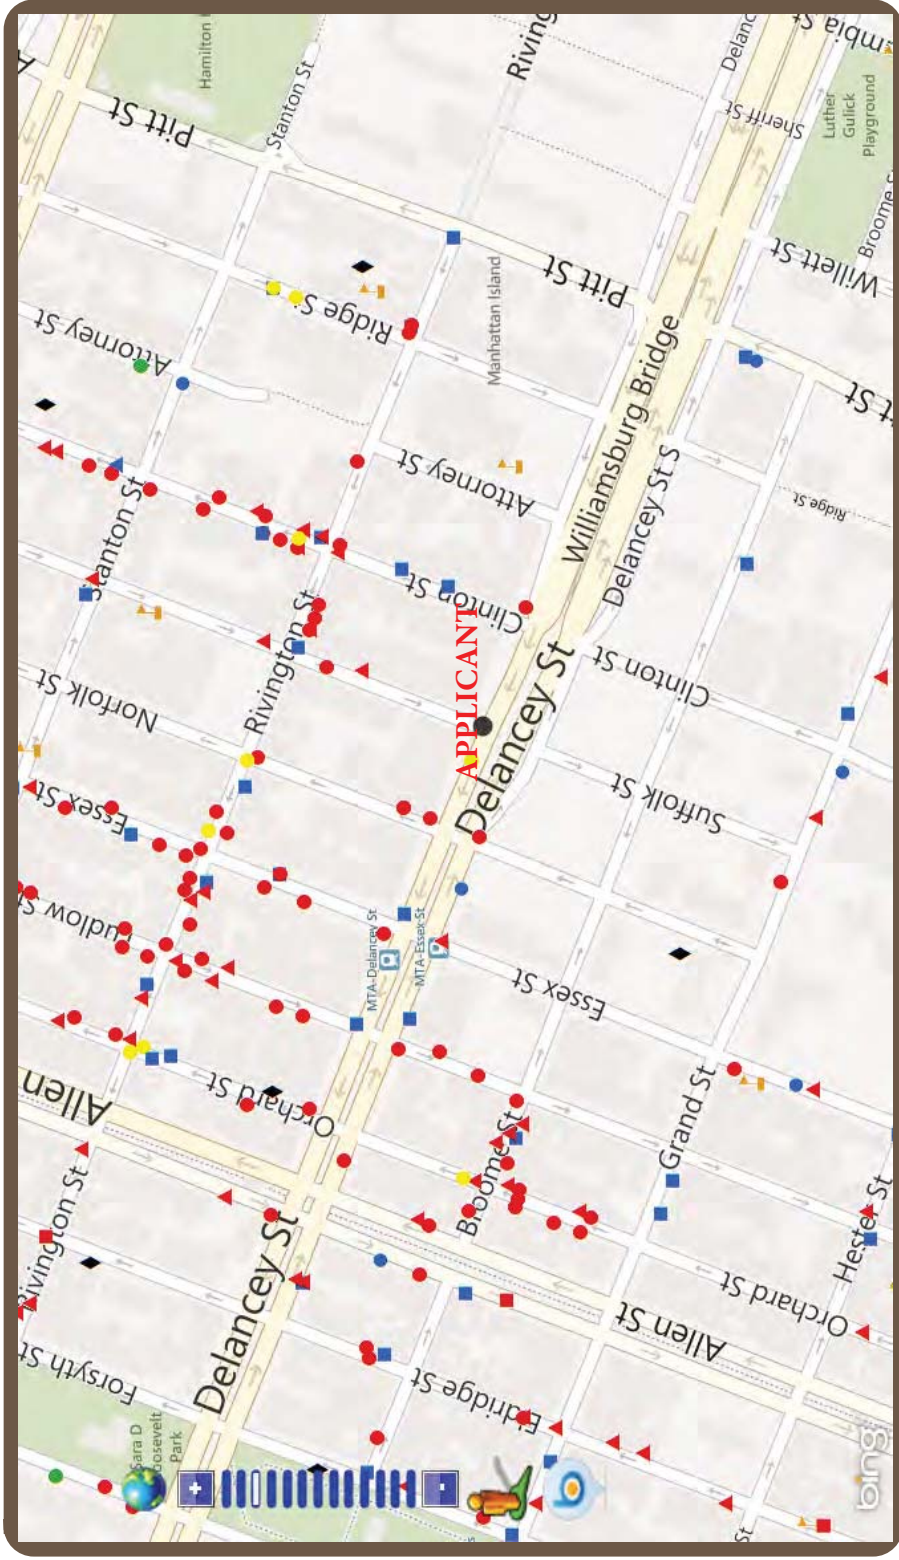 Hamilton
Stanton St
Riving
Delanc
mbia St
Pitt St
Sheriff St
Luther
Gulick
Playground
Broome S
Willett St
Pitt St
Manhattan Island
Ridge St
Attorney St
Williamsburg Bridge
Delancey St S
t St
Ridge St
Attorney St
Stanton St
Clinton St
Rivington St
APPLICANT
Delancey St
Clinton St
Norfolk St
Suffolk St
Essex St
Ludlow St
MTA-Delancey St
MTA-Essex St
Essex St
Allen
Orchard St
Grand St
Broome St
Hester St
Rivington St
Delancey St
Orchard St
Allen St
Eldridge St
Forsyth St
Sara D
Roosevelt
Park
+
-
b
St
bing